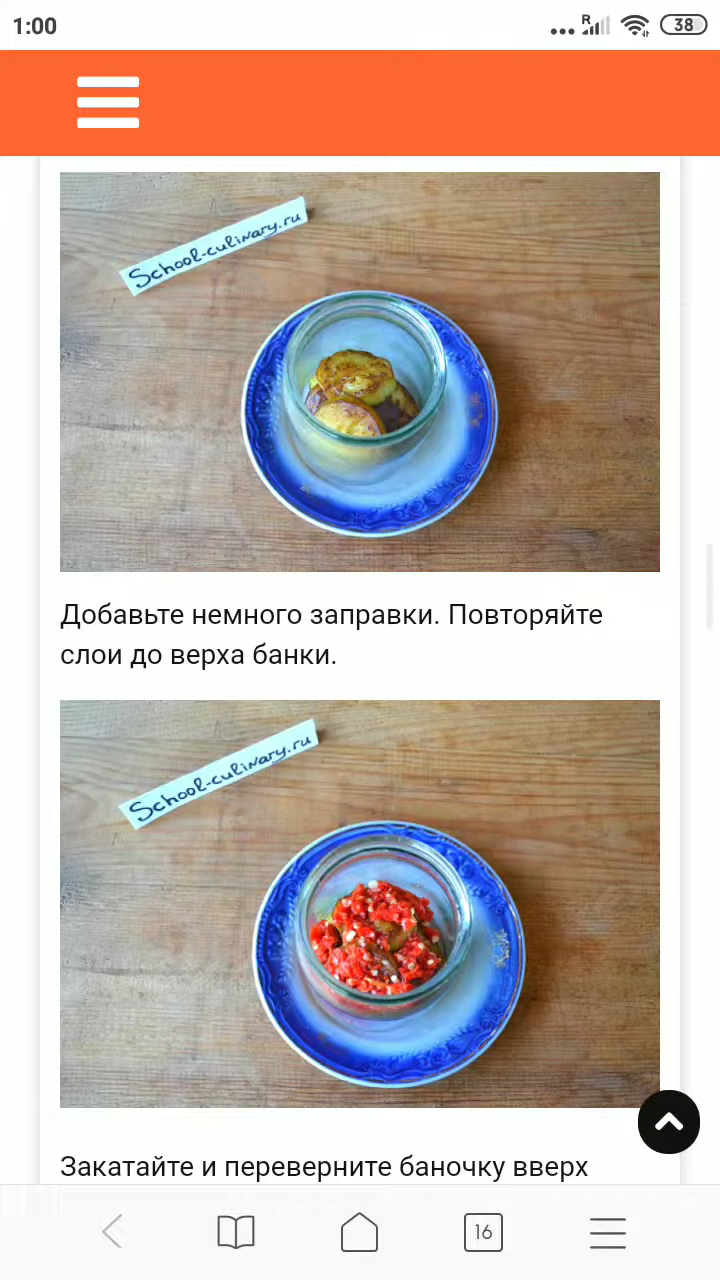 1:00
R
38
School-culinary.ru
Добавьте немного заправки. Повторяйте
слои до верха банки.
School-culinary.ru
Закатайте и переверните баночку вверх
16